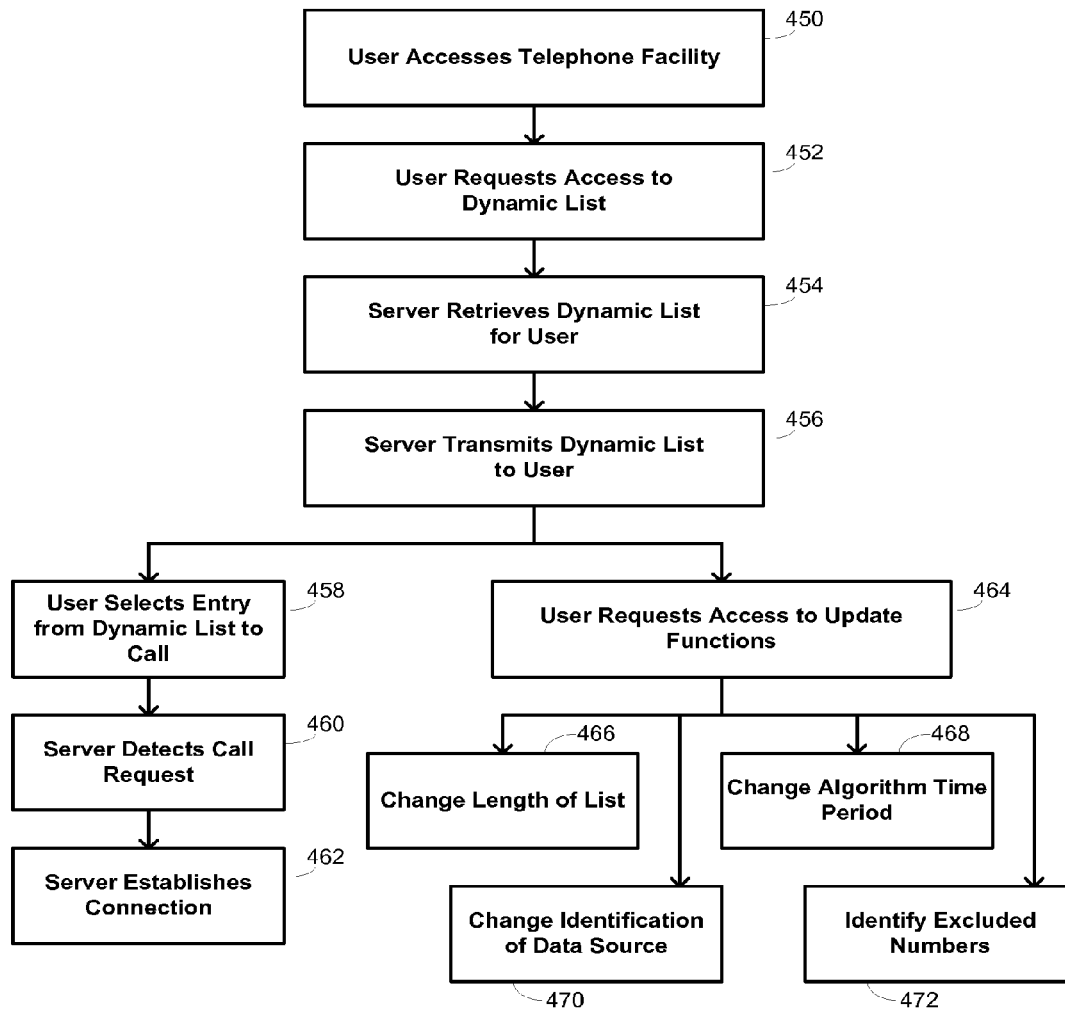 450
User Accesses Telephone Facility
452
User Requests Access to
Dynamic List
454
Server Retrieves Dynamic List
for User
456
Server Transmits Dynamic List
to User
458
User Selects Entry
from Dynamic List to
Call
464
User Requests Access to Update
Functions
460
Server Detects Call
Request
466
Change Length of List
468
Change Algorithm Time
Period
462
Server Establishes
Connection
Change Identification
of Data Source
470
Identify Excluded
Numbers
472